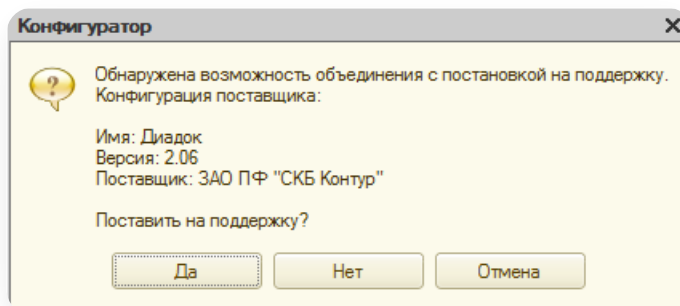 Конфигуратор
Обнаружена возможность объединения с постановкой на поддержку.
Конфигурация поставщика:
Имя: Диадок
Версия: 2.06
Поставщик: ЗАО ПФ "СКБ Контур"
Поставить на поддержку?
Да Нет Отмена